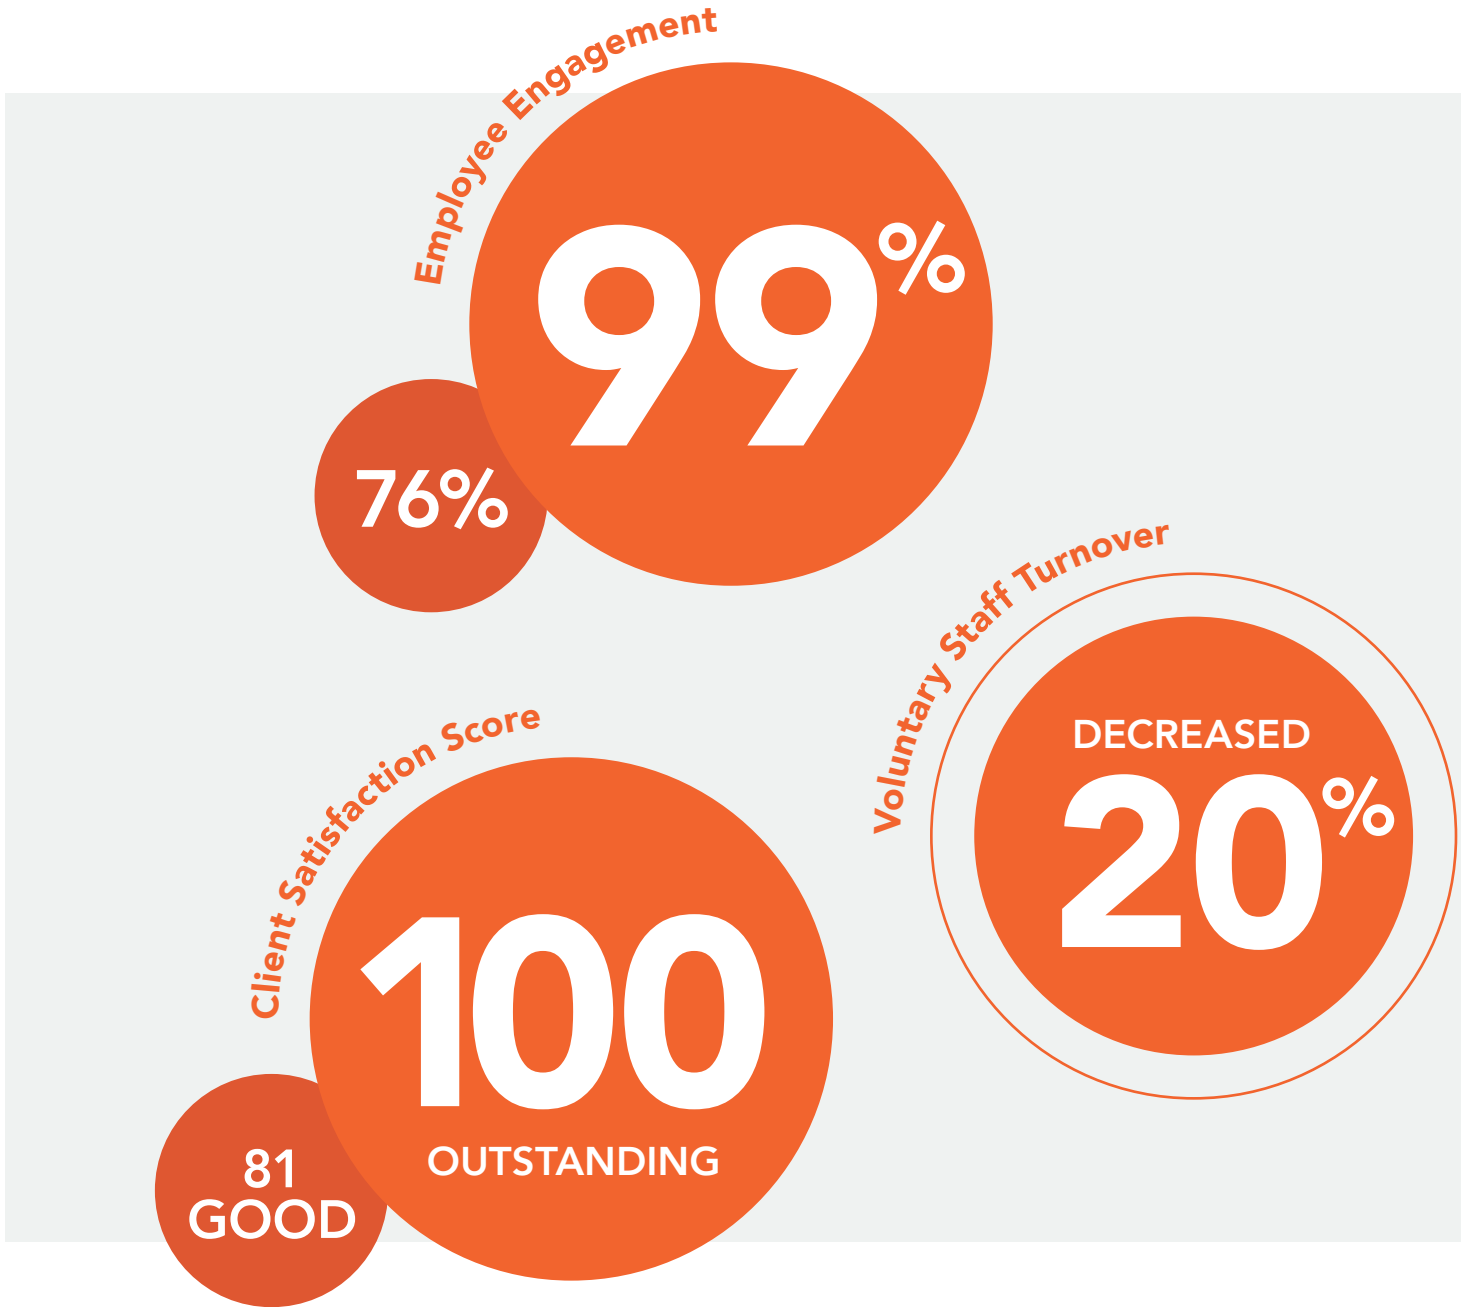 Employee Engagement
99%
76%
Voluntary Staff Turnover
DECREASED
20%
Client Satisfaction Score
100
OUTSTANDING
81
GOOD